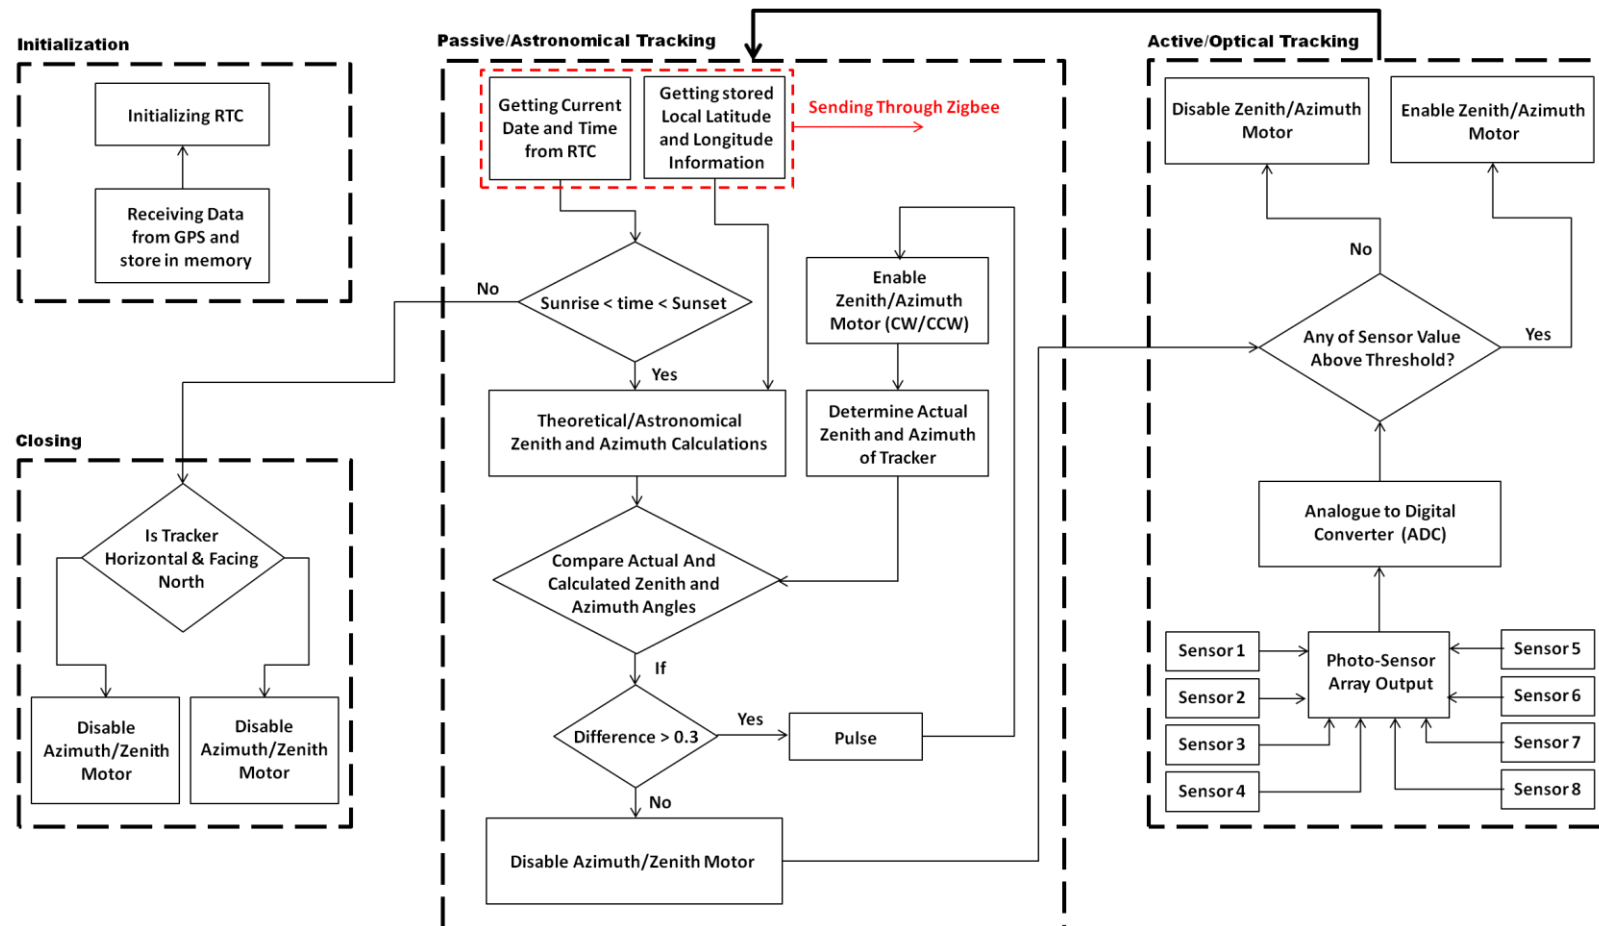 Initialization
Initializing RTC
Receiving Data
from GPS and
store in memory
Closing
Is Tracker
Horizontal & Facing
North
Disable
Azimuth/Zenith
Motor
Disable
Azimuth/Zenith
Motor
Passive/Astronomical Tracking
Getting Current
Date and Time
from RTC
Getting stored
Local Latitude
and Longitude
Information
Sending Through Zigbee
No
Sunrise < time < Sunset
Yes
Enable
Zenith/Azimuth
Motor (CW/CCW)
Theoretical/Astronomical
Zenith and Azimuth Calculations
Determine Actual
Zenith and Azimuth
of Tracker
Compare Actual And
Calculated Zenith and
Azimuth Angles
If
Difference > 0.3
Yes
Pulse
No
Disable Azimuth/Zenith Motor
Active/Optical Tracking
Disable Zenith/Azimuth
Motor
Enable Zenith/Azimuth
Motor
No
Yes
Any of Sensor Value
Above Threshold?
Analogue to Digital
Converter (ADC)
Photo-Sensor
Array Output
Sensor 1
Sensor 2
Sensor 3
Sensor 4
Sensor 5
Sensor 6
Sensor 7
Sensor 8